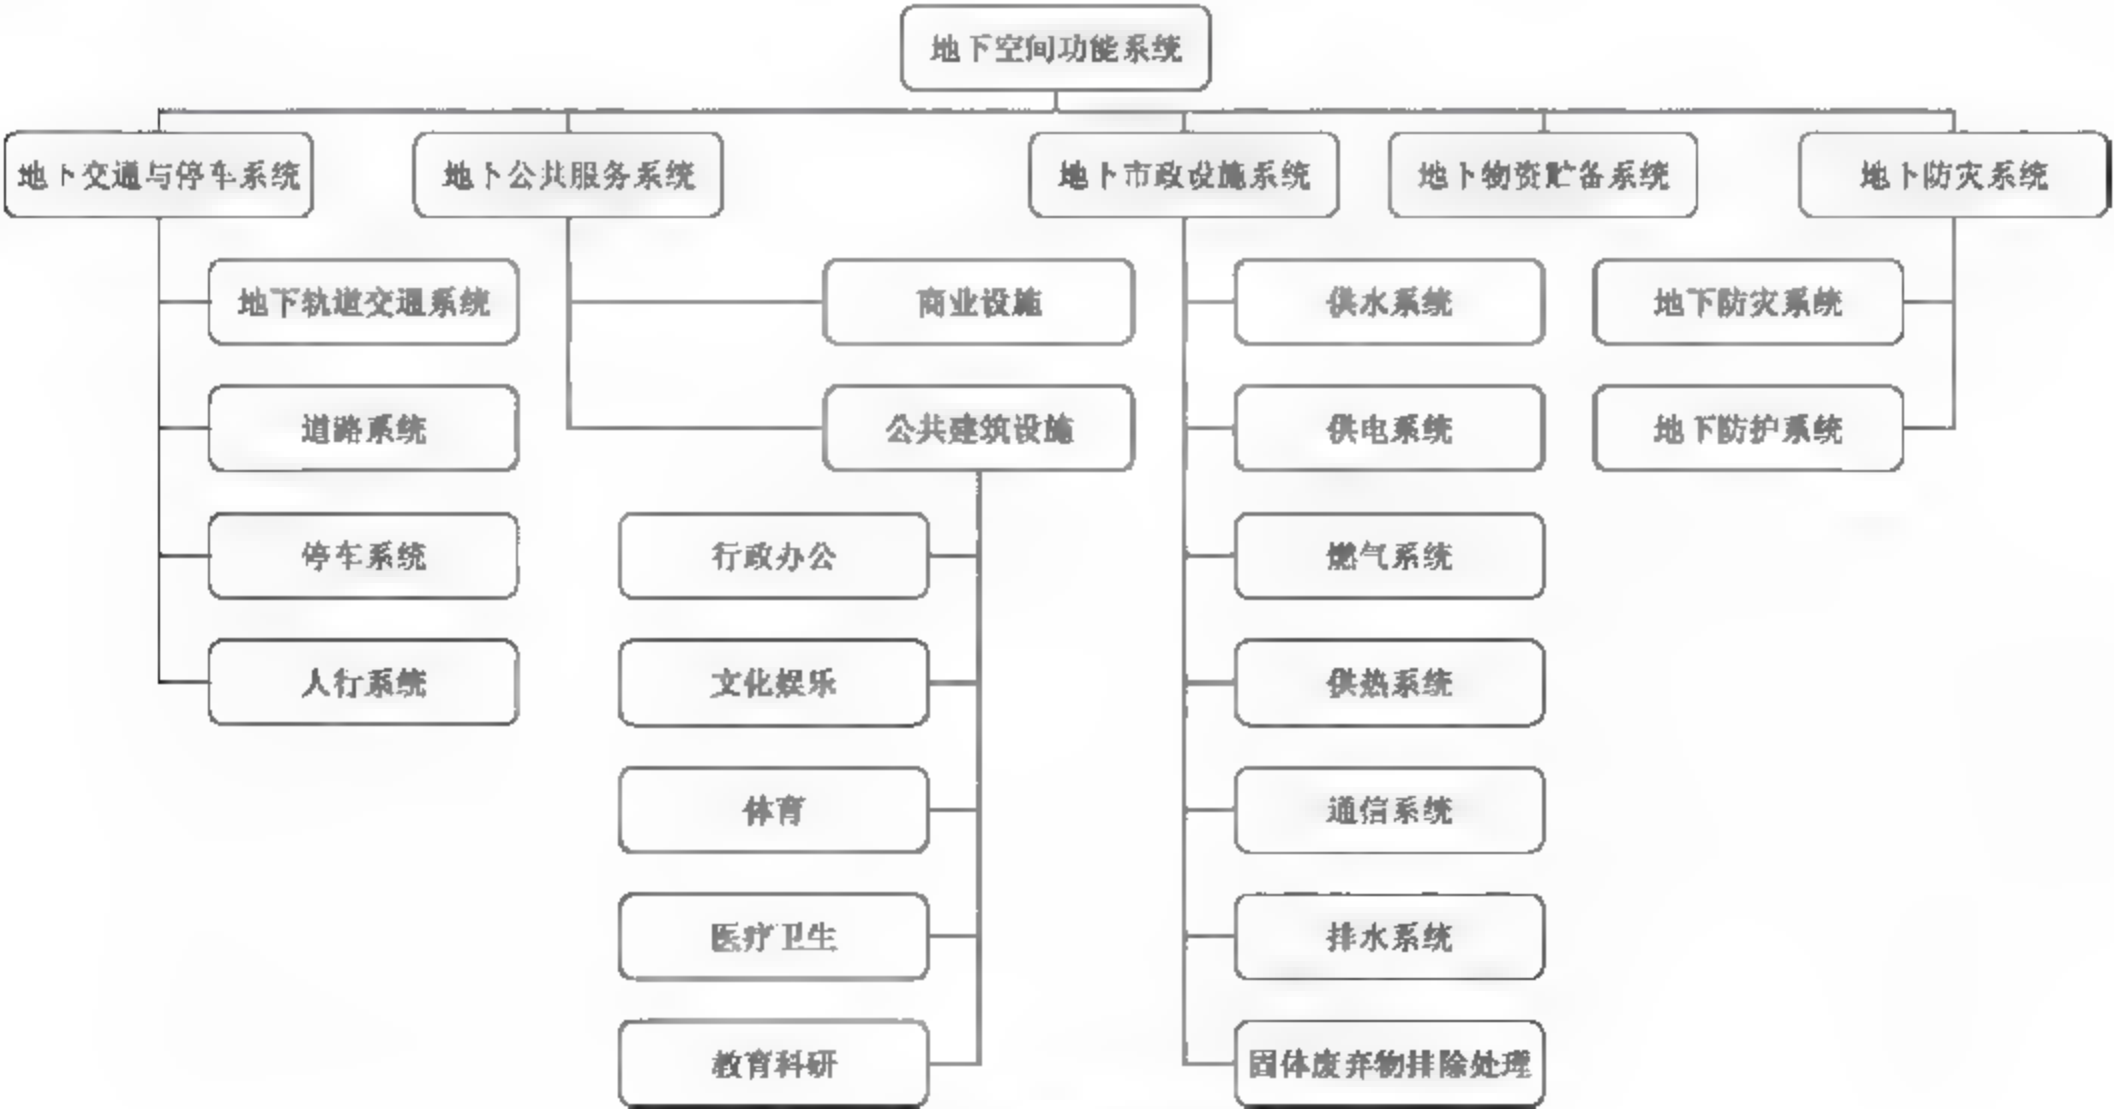 地下空间功能系统
地下交通与停车系统
地下公共服务系统
地下市政设施系统
地下物资贮备系统
地下防灾系统
地下轨道交通系统
道路系统
停车系统
人行系统
商业设施
公共建筑设施
行政办公
文化娱乐
体育
医疗卫生
教育科研
供水系统
供电系统
燃气系统
供热系统
通信系统
排水系统
固体废弃物排除处理
地下防灾系统
地下防护系统